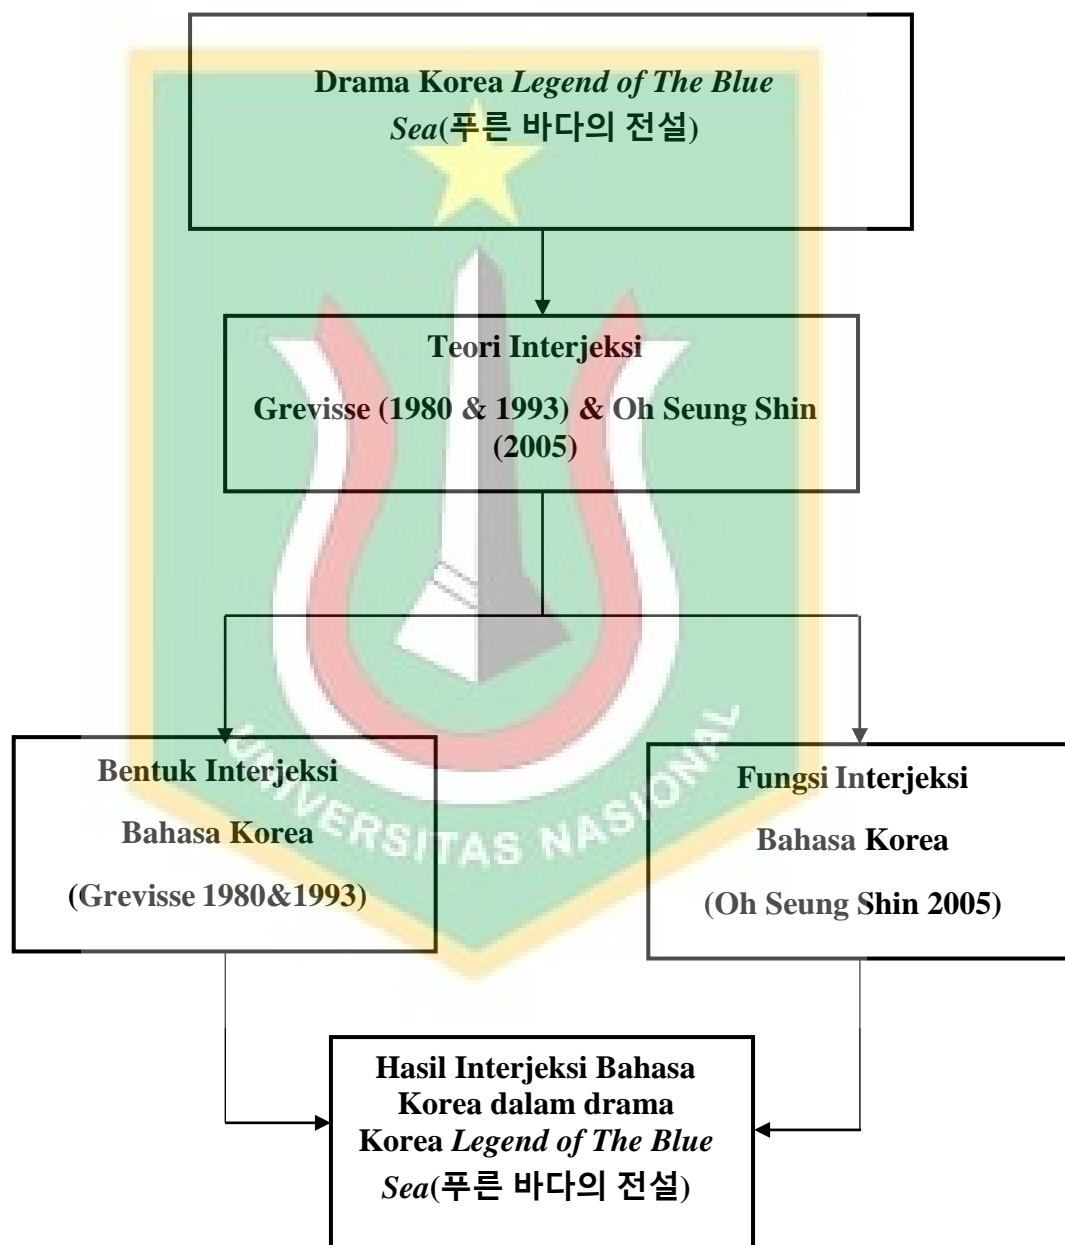 Drama Korea Legend of The Blue
Sea(푸른 바다의 전설)
Teori Interjeksi
Grevisse (1980 & 1993) & Oh Seung Shin
(2005)
Bentuk Interjeksi
Bahasa Korea
(Grevisse 1980&1993)
Fungsi Interjeksi
Bahasa Korea
(Oh Seung Shin 2005)
UNIVERSITAS NASIONAL
Hasil Interjeksi Bahasa
Korea dalam drama
Korea Legend of The Blue
Sea(푸른 바다의 전설)